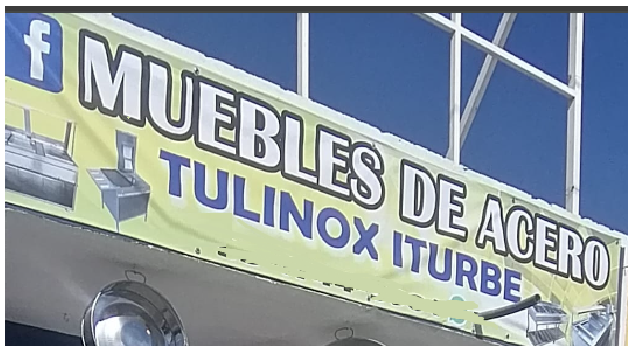 f MUEBLES DE ACERO
TULINOX ITURBE